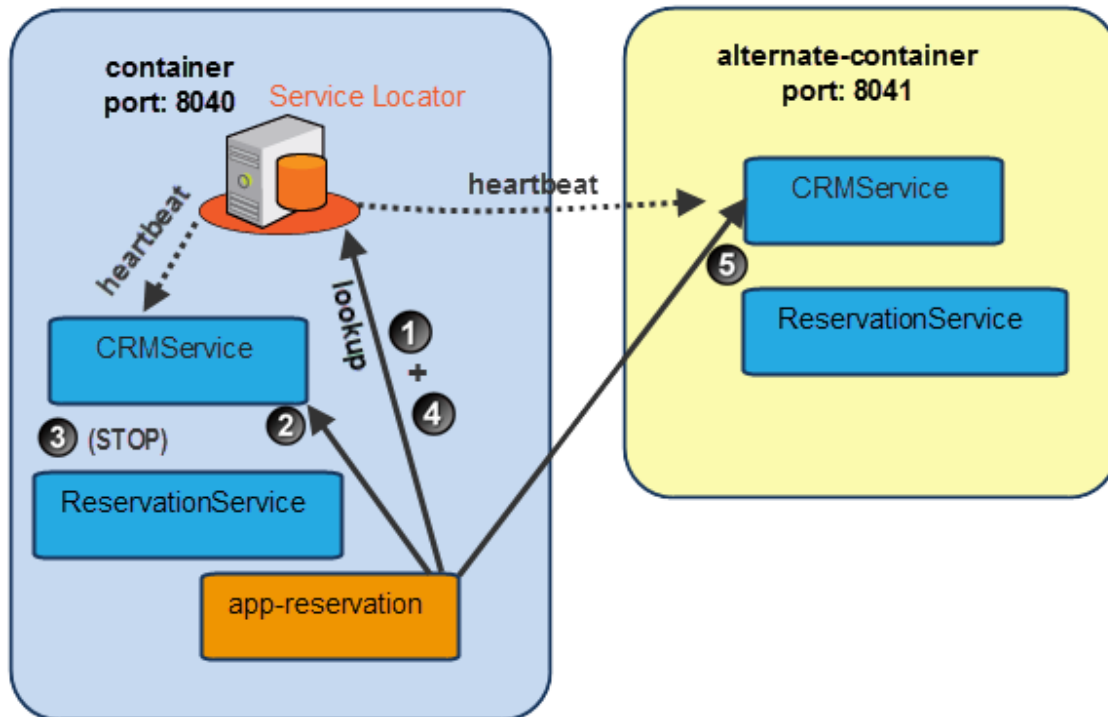 container
port: 8040
Service Locator
alternate-container
port: 8041
heartbeat
heartbeat
CRMService
5
ReservationService
lookup
1
+
4
CRMService
2
3 (STOP)
ReservationService
app-reservation